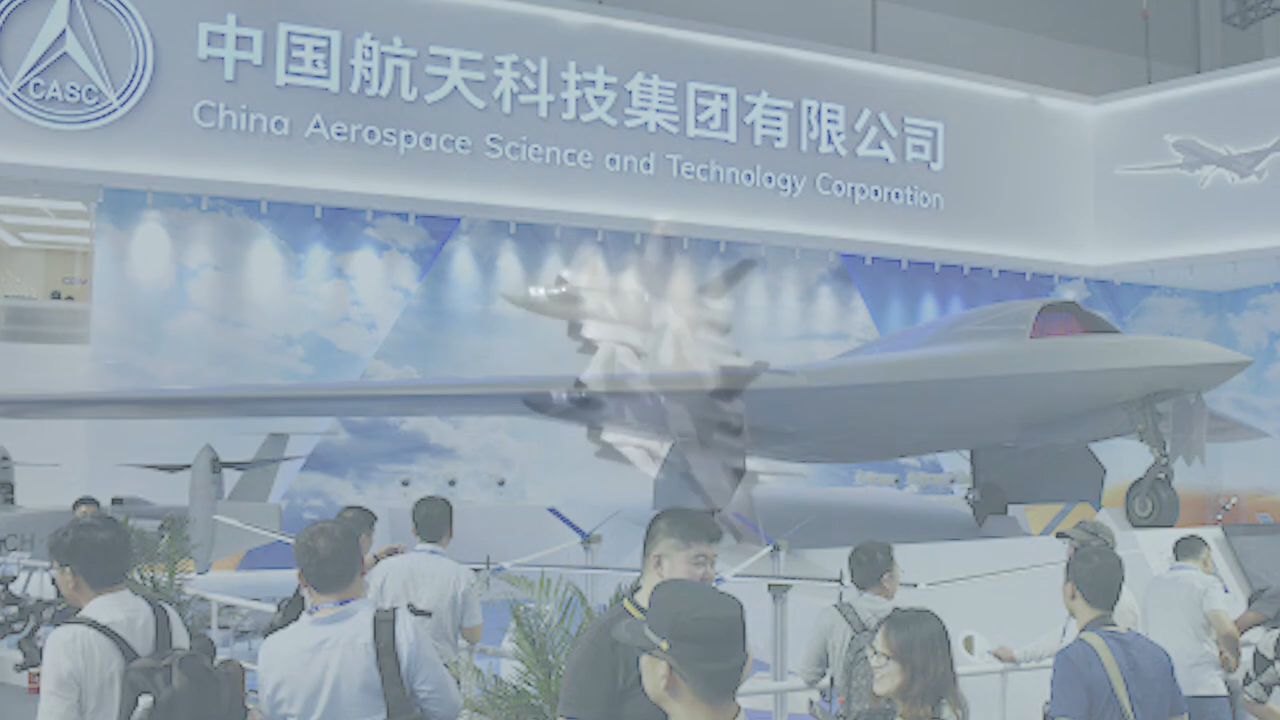 CASC
中国航天科技集团有限公司
China Aerospace Science and Technology Corporation
CH